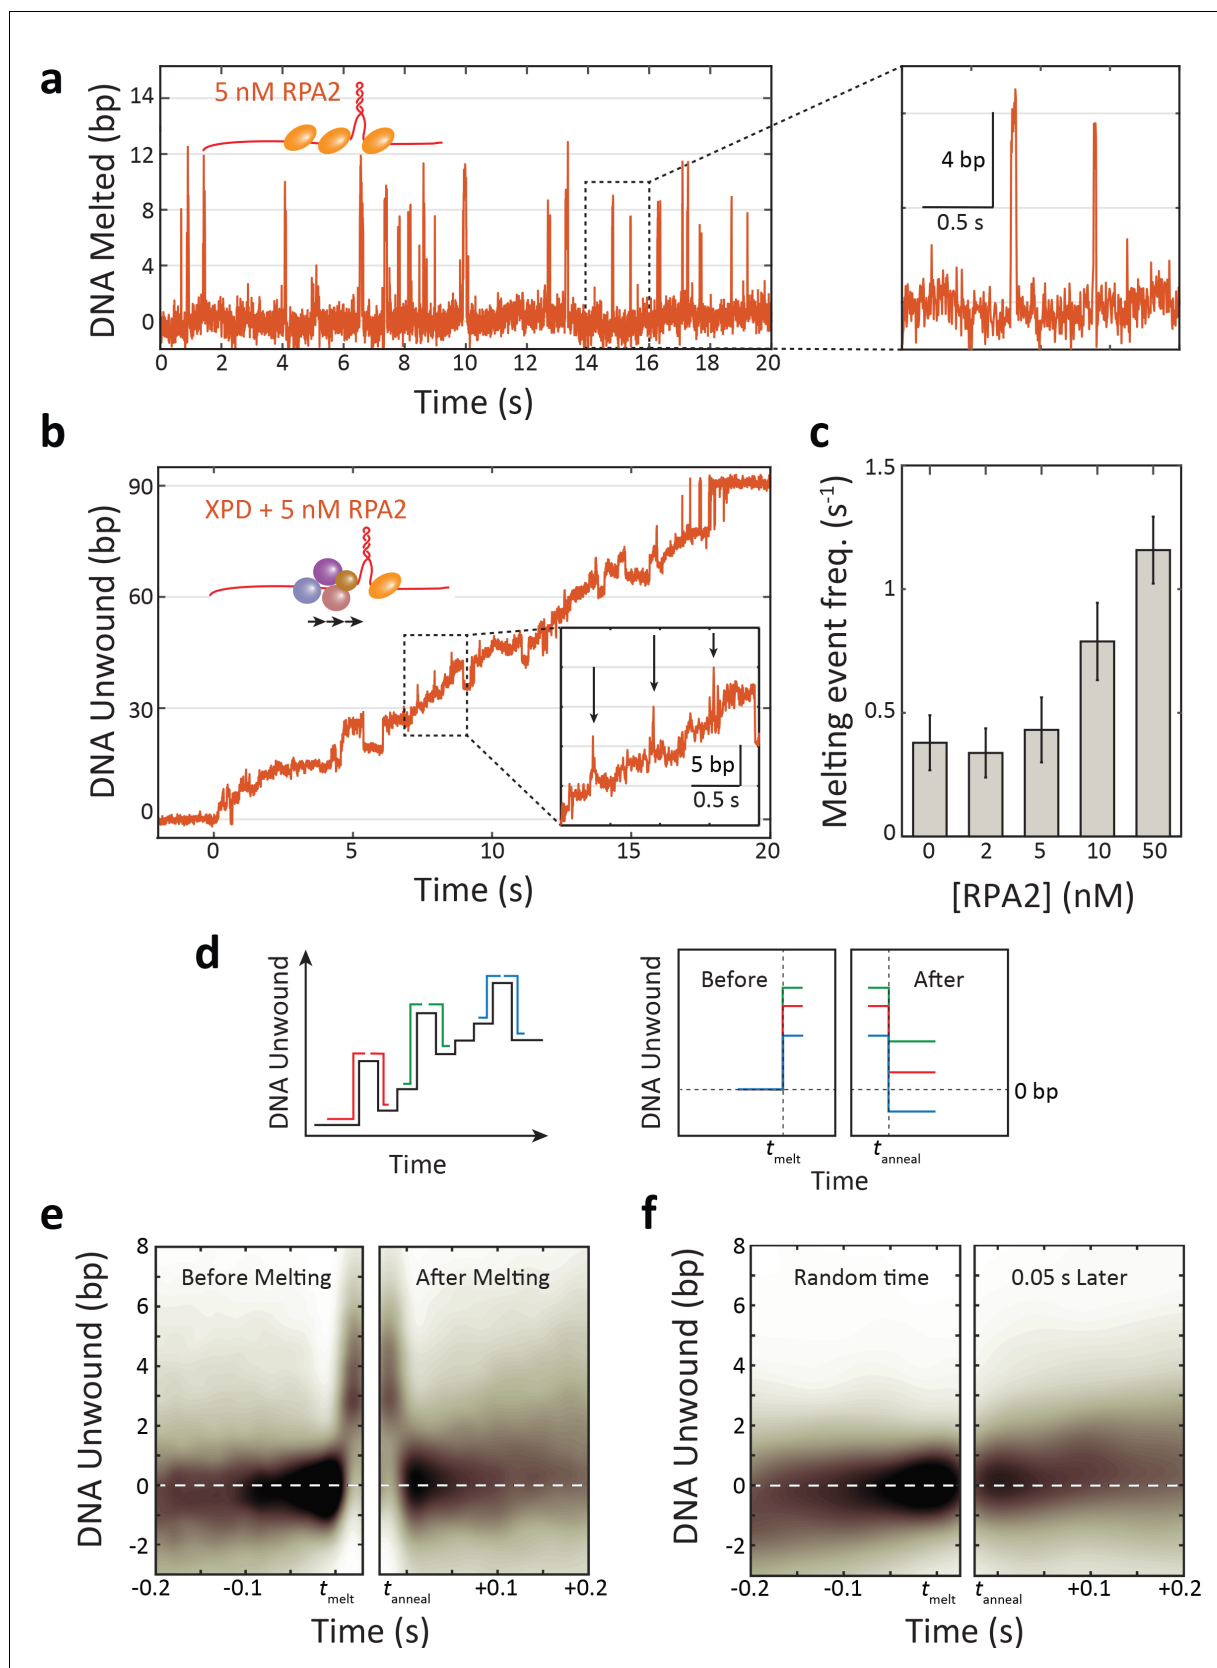 a
DNA Melted (bp)
14
12
8
4
0
5 nM RPA2
0 2 4 6 8 10 12 14 16 18 20
Time (s)
4 bp
0.5 s
b
DNA Unwound (bp)
90
60
30
0
XPD + 5 nM RPA2
5 bp
0.5 s
0 5 10 15 20
Time (s)
c
Melting event freq. (s-1)
1.5
1
0.5
0
0 2 5 10 50
[RPA2] (nM)
d
DNA Unwound
Time
DNA Unwound
Before
After
0 bp
tmelt
tanneal
Time
e
DNA Unwound (bp)
8
6
4
2
0
-2
Before Melting
After Melting
-0.2 -0.1 tmelt tanneal +0.1 +0.2
Time (s)
f
DNA Unwound (bp)
8
6
4
2
0
-2
Random time
0.05 s Later
-0.2 -0.1 tmelt tanneal +0.1 +0.2
Time (s)